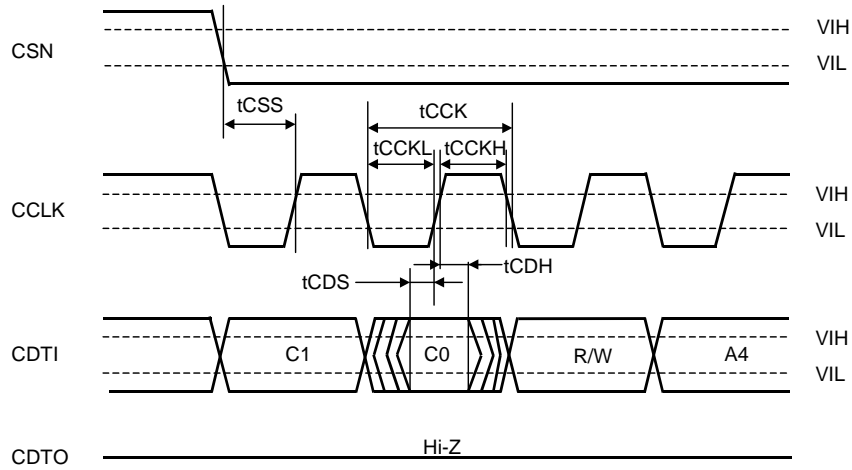 CSN
VIH
VIL
tCSS
tCCK
tCCKL tCCKH
CCLK
VIH
VIL
tCDS
tCDH
CDTI
C1
C0
R/W
A4
VIH
VIL
CDTO
Hi-Z